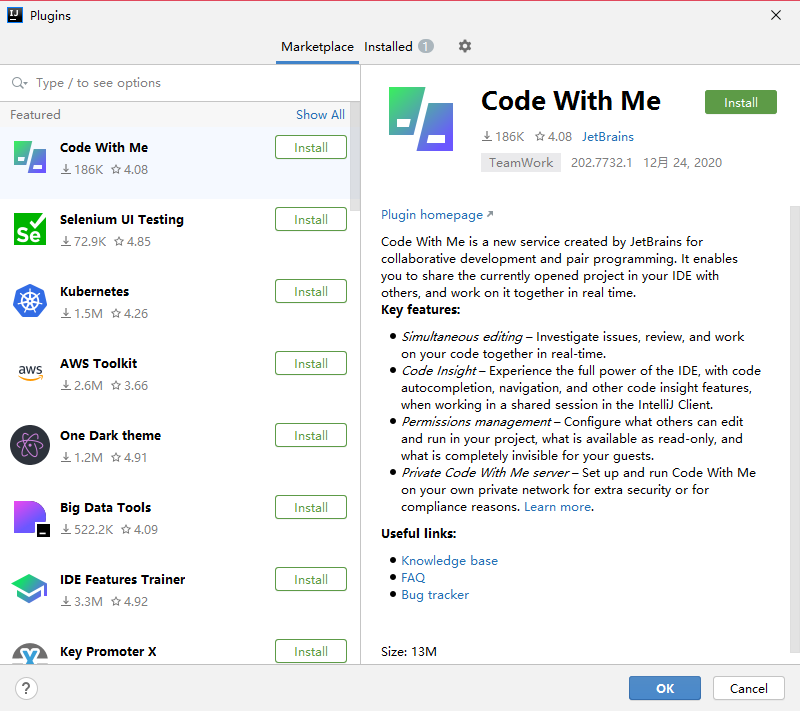 Plugins
Marketplace Installed 1
Type / to see options
Featured Show All
Code With Me Install
186K 4.08
Selenium UI Testing Install
72.9K 4.85
Kubernetes Install
1.5M 4.26
AWS Toolkit Install
2.6M 3.66
One Dark theme Install
1.2M 4.91
Big Data Tools Install
522.2K 4.09
IDE Features Trainer Install
3.3M 4.92
Key Promoter X Install
Code With Me Install
186K 4.08 JetBrains
TeamWork 202.7732.1 12月 24, 2020
Plugin homepage
Code With Me is a new service created by JetBrains for
collaborative development and pair programming. It enables
you to share the currently opened project in your IDE with
others, and work on it together in real time.
Key features:
• Simultaneous editing – Investigate issues, review, and work
on your code together in real-time.
• Code Insight – Experience the full power of the IDE, with code
autocompletion, navigation, and other code insight features,
when working in a shared session in the IntelliJ Client.
• Permissions management – Configure what others can edit
and run in your project, what is available as read-only, and
what is completely invisible for your guests.
• Private Code With Me server – Set up and run Code With Me
on your own private network for extra security or for
compliance reasons. Learn more.
Useful links:
• Knowledge base
• FAQ
• Bug tracker
Size: 13M
? OK Cancel
IJ
Se
aws